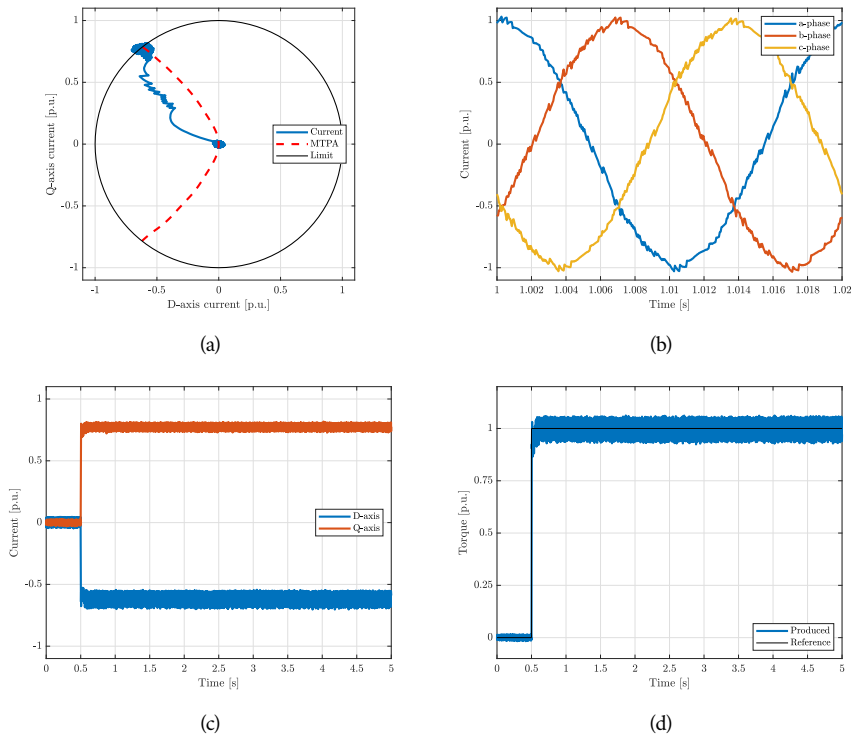 1
0.5
0
-0.5
-1
Q-axis current [p.u.]
Current
MTPA
Limit
-1
-0.5
0
0.5
1
D-axis current [p.u.]
(a)
1
0.5
0
-0.5
-1
Current [p.u.]
a-phase
b-phase
c-phase
1
1.002
1.004
1.006
1.008
1.01
1.012
1.014
1.016
1.018
1.02
Time [s]
(b)
1
0.5
0
-0.5
-1
Current [p.u.]
D-axis
Q-axis
0
0.5
1
1.5
2
2.5
3
3.5
4
4.5
5
Time [s]
(c)
1
0.75
0.5
0.25
0
Torque [p.u.]
Produced
Reference
0
0.5
1
1.5
2
2.5
3
3.5
4
4.5
5
Time [s]
(d)